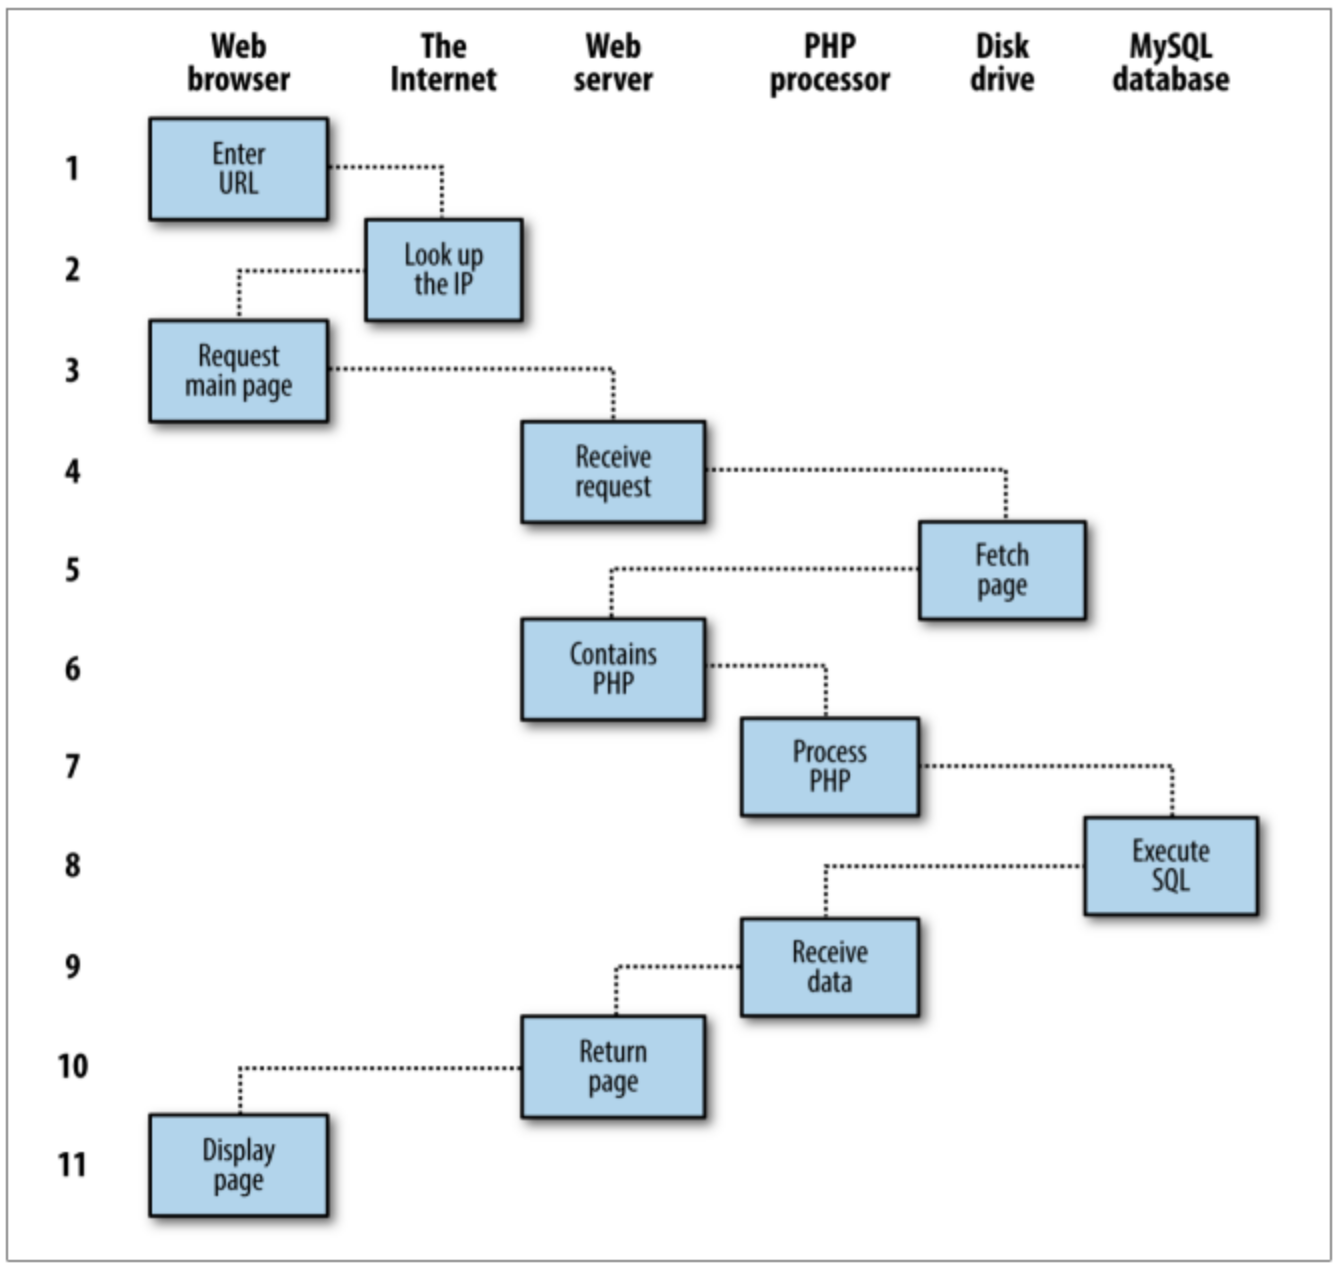 Web
browser
The
Internet
Web
server
PHP
processor
Disk
drive
MySQL
database
1
Enter
URL
2
Look up
the IP
3
Request
main page
4
Receive
request
5
Fetch
page
6
Contains
PHP
7
Process
PHP
8
Execute
SQL
9
Receive
data
10
Return
page
11
Display
page